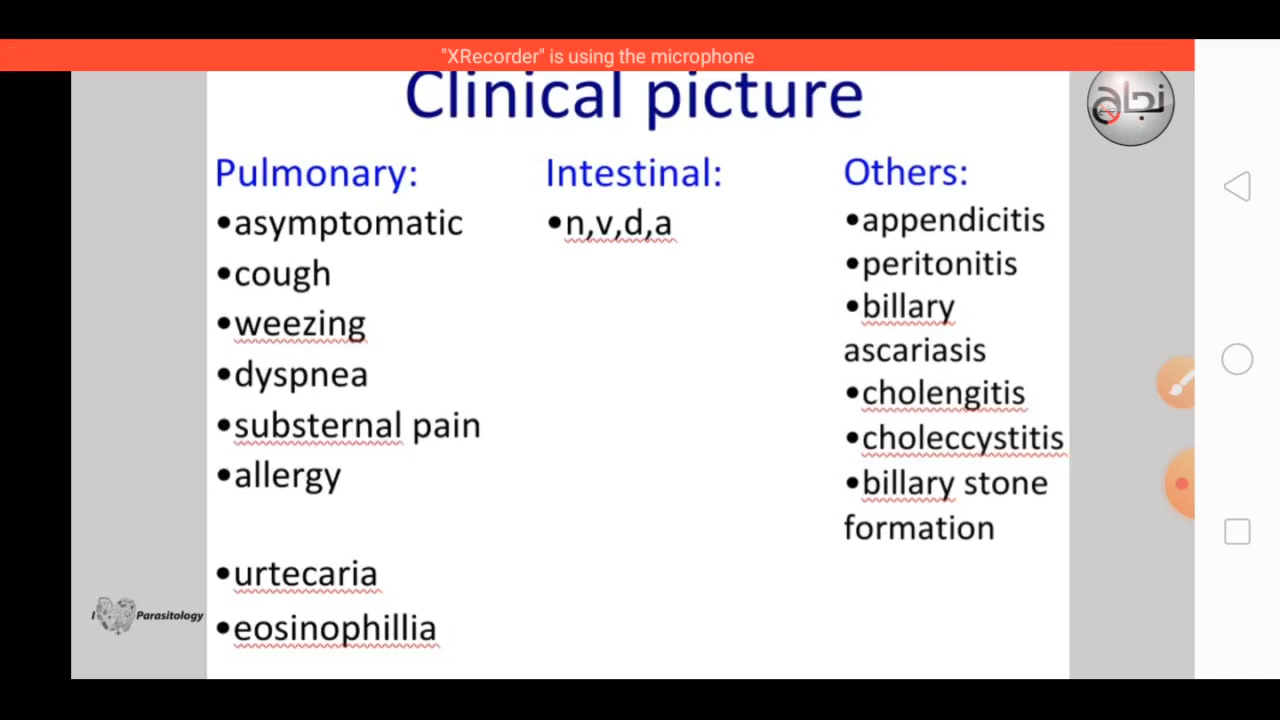 "XRecorder" is using the microphone
Clinical picture
نجاح
Pulmonary:
•asymptomatic
•cough
•weezing
•dyspnea
•substernal pain
•allergy
•urtecaria
•eosinophillia
Intestinal:
•n,v,d,a
Others:
•appendicitis
•peritonitis
•billary
ascariasis
•cholengitis
•choleccystitis
•billary stone
formation
I Parasitology